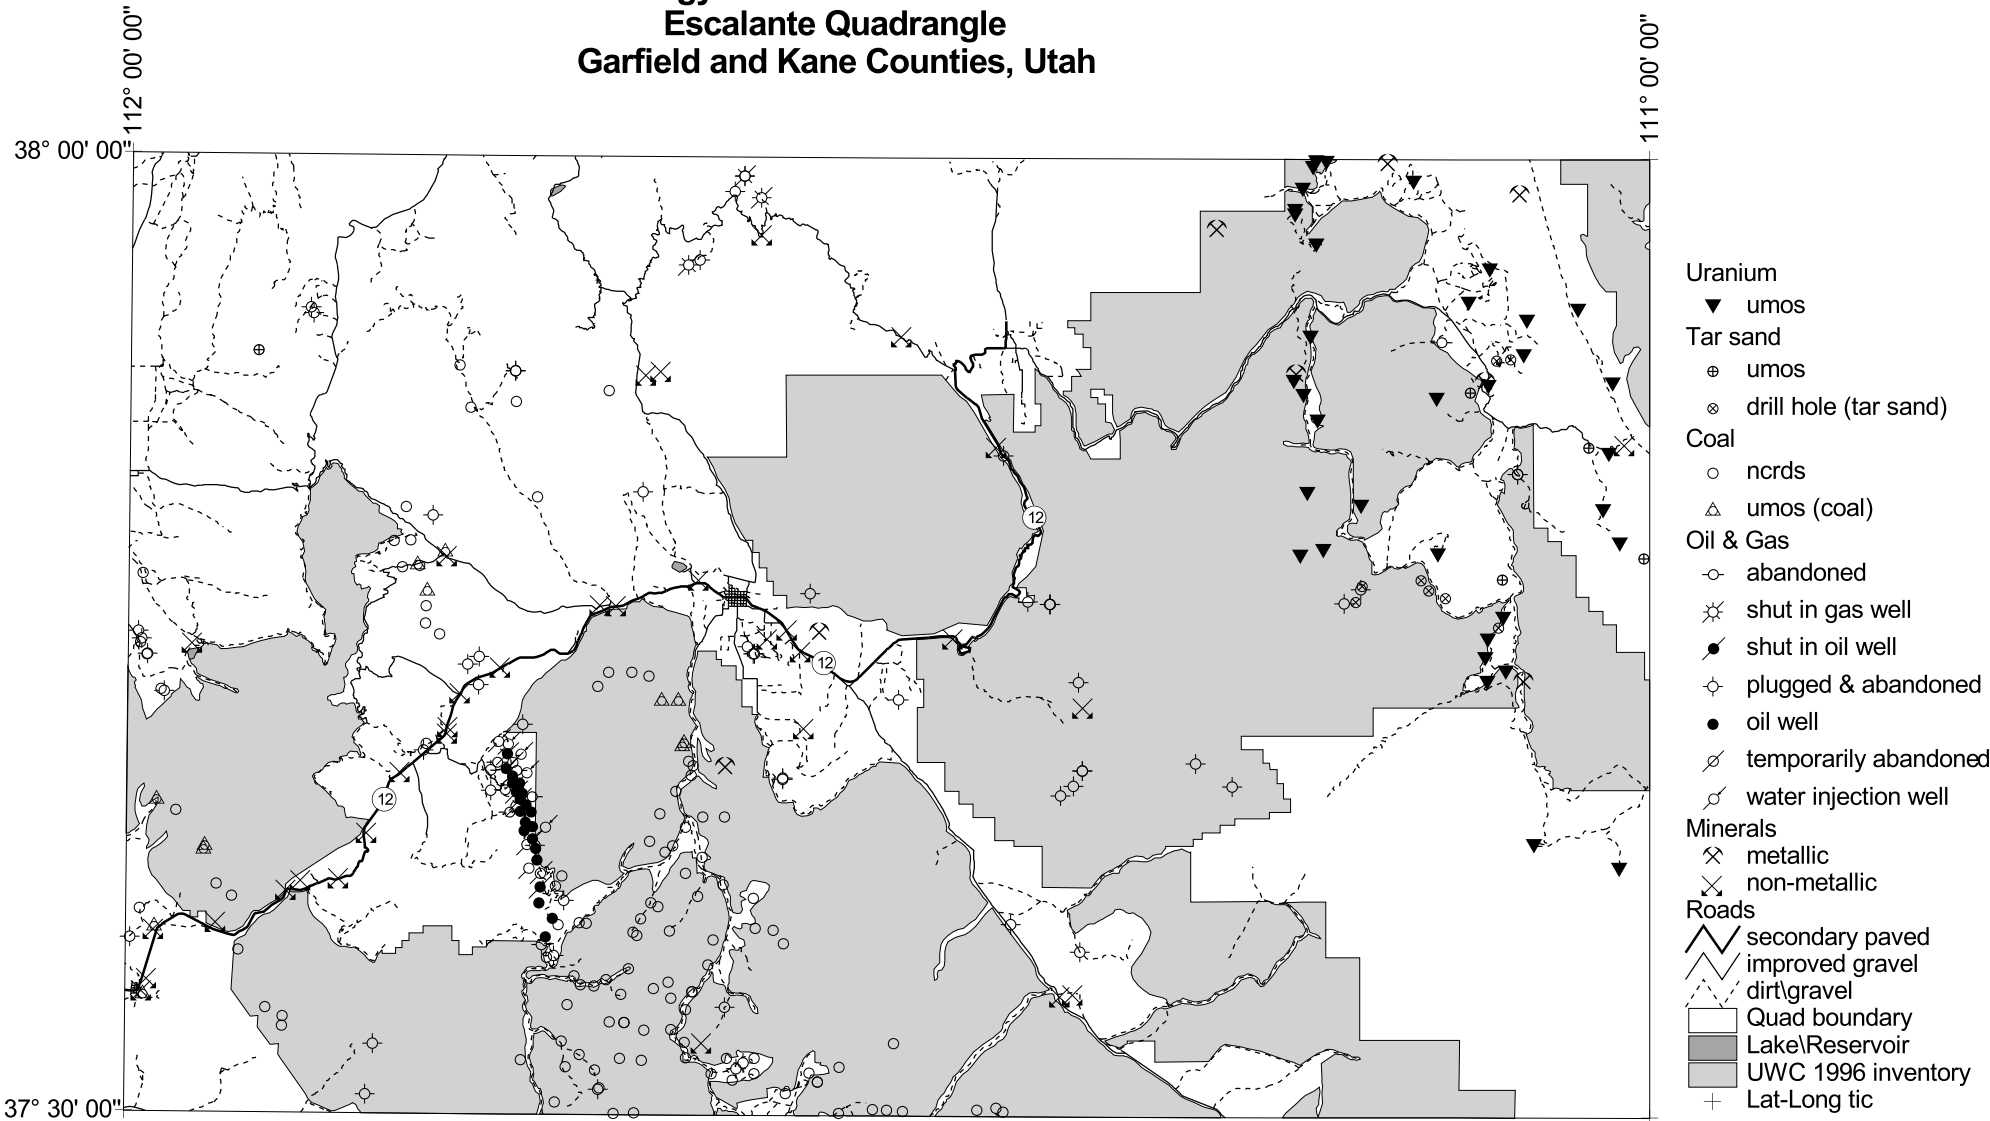 Escalante Quadrangle
Garfield and Kane Counties, Utah
112° 00' 00"
111° 00' 00"
38° 00' 00"
37° 30' 00"
12
12
12
Uranium
umos
Tar sand
umos
drill hole (tar sand)
Coal
ncrds
umos (coal)
Oil & Gas
abandoned
shut in gas well
shut in oil well
plugged & abandoned
oil well
temporarily abandoned
water injection well
Minerals
metallic
non-metallic
Roads
secondary paved
improved gravel
dirt\gravel
Quad boundary
Lake\Reservoir
UWC 1996 inventory
Lat-Long tic